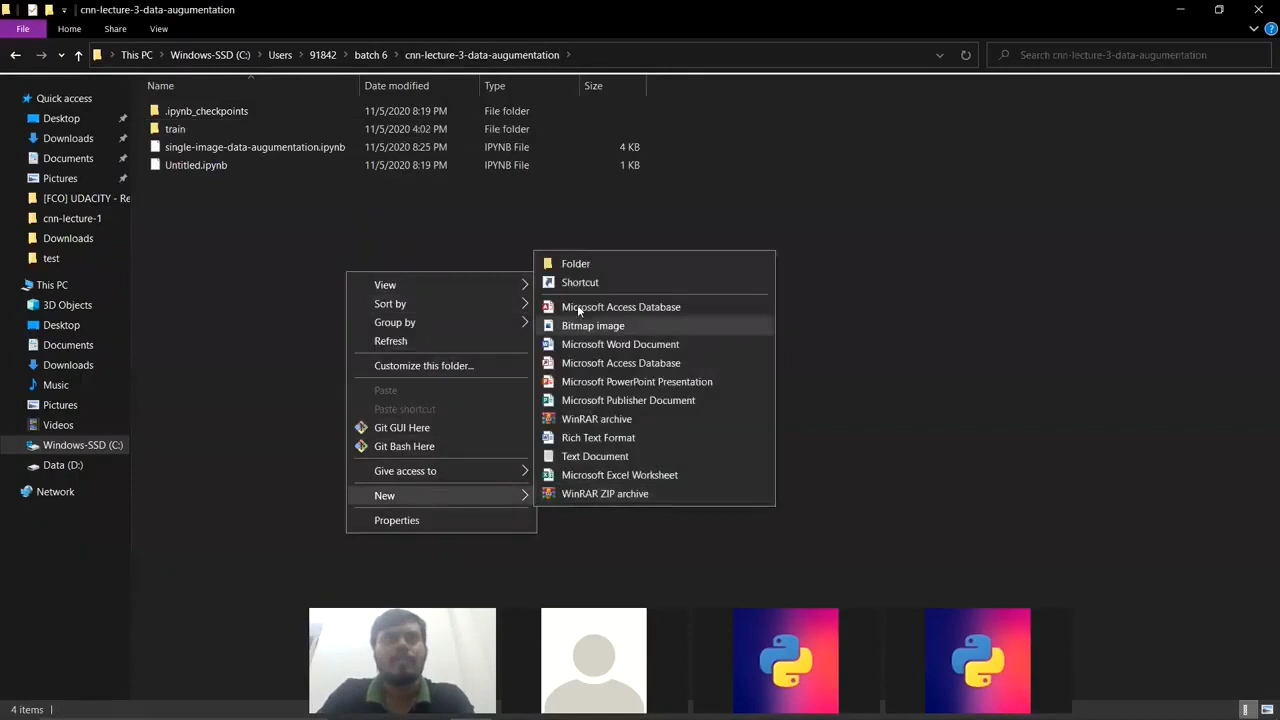 cnn-lecture-3-data-augumentation
File
Home
Share
View
This PC
Windows-SSD (C:)
Users
91842
batch 6
cnn-lecture-3-data-augumentation
Search cnn-lecture-3-data-augumentation
Name
Date modified
Type
Size
.ipynb_checkpoints 11/5/2020 8:19 PM File folder
train 11/5/2020 4:02 PM File folder
single-image-data-augumentation.ipynb 11/5/2020 8:25 PM IPYNB File 4 KB
Untitled.ipynb 11/5/2020 8:19 PM IPYNB File 1 KB
Quick access
Desktop
Downloads
Documents
Pictures
[FCO] UDACITY - Re
cnn-lecture-1
Downloads
test
This PC
3D Objects
Desktop
Documents
Downloads
Music
Pictures
Videos
Windows-SSD (C:)
Data (D:)
Network
View
Sort by
Group by
Refresh
Customize this folder...
Paste
Paste shortcut
Git GUI Here
Git Bash Here
Give access to
New
Properties
Folder
Shortcut
Microsoft Access Database
Bitmap image
Microsoft Word Document
Microsoft Access Database
Microsoft PowerPoint Presentation
Microsoft Publisher Document
WinRAR archive
Rich Text Format
Text Document
Microsoft Excel Worksheet
WinRAR ZIP archive
4 items